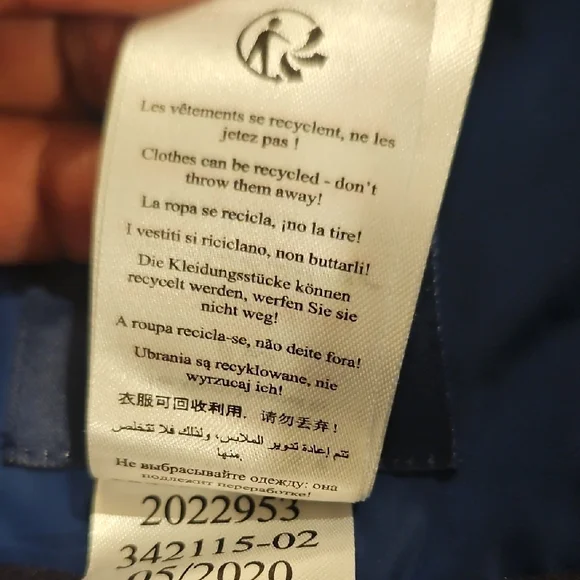 Les vêtements se recyclent, ne les
jetez pas !
Clothes can be recycled - don't
throw them away!
La ropa se recicla, ¡no la tire!
I vestiti si riciclano, non buttarli!
Die Kleidungsstücke können
recycelt werden, werfen Sie sie
nicht weg!
A roupa recicla-se, não deite fora!
Ubrania są recyklowane, nie
wyrzucaj ich!
衣服可回收利用. 请勿丢弃!
تتم إعادة تدوير الملابس، ولذلك فلا تتخلص
منها.
Не выбрасывайте одежду: она
подлежит переработке!
2022953
342115-02
05/2020